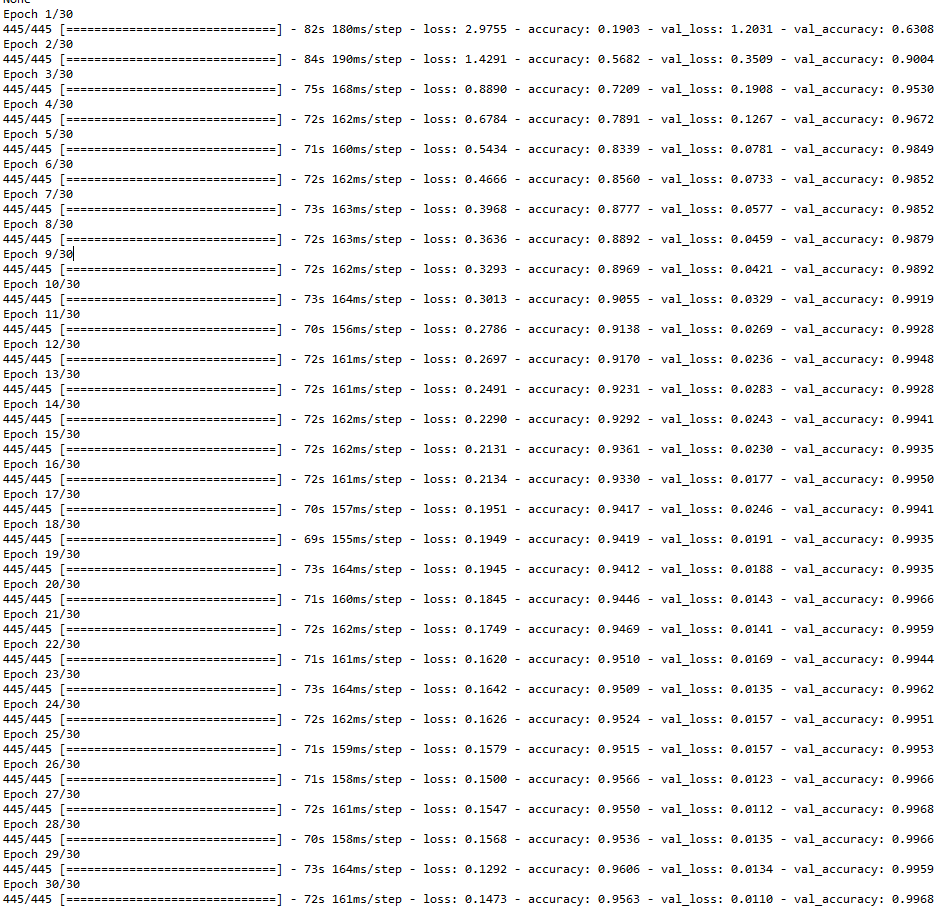 None
Epoch 1/30
445/445 [==============================] - 82s 180ms/step - loss: 2.9755 - accuracy: 0.1903 - val_loss: 1.2031 - val_accuracy: 0.6308
Epoch 2/30
445/445 [==============================] - 84s 190ms/step - loss: 1.4291 - accuracy: 0.5682 - val_loss: 0.3509 - val_accuracy: 0.9004
Epoch 3/30
445/445 [==============================] - 75s 168ms/step - loss: 0.8890 - accuracy: 0.7209 - val_loss: 0.1908 - val_accuracy: 0.9530
Epoch 4/30
445/445 [==============================] - 72s 162ms/step - loss: 0.6784 - accuracy: 0.7891 - val_loss: 0.1267 - val_accuracy: 0.9672
Epoch 5/30
445/445 [==============================] - 71s 160ms/step - loss: 0.5434 - accuracy: 0.8339 - val_loss: 0.0781 - val_accuracy: 0.9849
Epoch 6/30
445/445 [==============================] - 72s 162ms/step - loss: 0.4666 - accuracy: 0.8560 - val_loss: 0.0733 - val_accuracy: 0.9852
Epoch 7/30
445/445 [==============================] - 73s 163ms/step - loss: 0.3968 - accuracy: 0.8777 - val_loss: 0.0577 - val_accuracy: 0.9852
Epoch 8/30
445/445 [==============================] - 72s 163ms/step - loss: 0.3636 - accuracy: 0.8892 - val_loss: 0.0459 - val_accuracy: 0.9879
Epoch 9/30
445/445 [==============================] - 72s 162ms/step - loss: 0.3293 - accuracy: 0.8969 - val_loss: 0.0421 - val_accuracy: 0.9892
Epoch 10/30
445/445 [==============================] - 73s 164ms/step - loss: 0.3013 - accuracy: 0.9055 - val_loss: 0.0329 - val_accuracy: 0.9919
Epoch 11/30
445/445 [==============================] - 70s 156ms/step - loss: 0.2786 - accuracy: 0.9138 - val_loss: 0.0269 - val_accuracy: 0.9928
Epoch 12/30
445/445 [==============================] - 72s 161ms/step - loss: 0.2697 - accuracy: 0.9170 - val_loss: 0.0236 - val_accuracy: 0.9948
Epoch 13/30
445/445 [==============================] - 72s 161ms/step - loss: 0.2491 - accuracy: 0.9231 - val_loss: 0.0283 - val_accuracy: 0.9928
Epoch 14/30
445/445 [==============================] - 72s 162ms/step - loss: 0.2290 - accuracy: 0.9292 - val_loss: 0.0243 - val_accuracy: 0.9941
Epoch 15/30
445/445 [==============================] - 72s 162ms/step - loss: 0.2131 - accuracy: 0.9361 - val_loss: 0.0230 - val_accuracy: 0.9935
Epoch 16/30
445/445 [==============================] - 72s 161ms/step - loss: 0.2134 - accuracy: 0.9330 - val_loss: 0.0177 - val_accuracy: 0.9950
Epoch 17/30
445/445 [==============================] - 70s 157ms/step - loss: 0.1951 - accuracy: 0.9417 - val_loss: 0.0246 - val_accuracy: 0.9941
Epoch 18/30
445/445 [==============================] - 69s 155ms/step - loss: 0.1949 - accuracy: 0.9419 - val_loss: 0.0191 - val_accuracy: 0.9935
Epoch 19/30
445/445 [==============================] - 73s 164ms/step - loss: 0.1945 - accuracy: 0.9412 - val_loss: 0.0188 - val_accuracy: 0.9935
Epoch 20/30
445/445 [==============================] - 71s 160ms/step - loss: 0.1845 - accuracy: 0.9446 - val_loss: 0.0143 - val_accuracy: 0.9966
Epoch 21/30
445/445 [==============================] - 72s 162ms/step - loss: 0.1749 - accuracy: 0.9469 - val_loss: 0.0141 - val_accuracy: 0.9959
Epoch 22/30
445/445 [==============================] - 71s 161ms/step - loss: 0.1620 - accuracy: 0.9510 - val_loss: 0.0169 - val_accuracy: 0.9944
Epoch 23/30
445/445 [==============================] - 73s 164ms/step - loss: 0.1642 - accuracy: 0.9509 - val_loss: 0.0135 - val_accuracy: 0.9962
Epoch 24/30
445/445 [==============================] - 72s 162ms/step - loss: 0.1626 - accuracy: 0.9524 - val_loss: 0.0157 - val_accuracy: 0.9951
Epoch 25/30
445/445 [==============================] - 71s 159ms/step - loss: 0.1579 - accuracy: 0.9515 - val_loss: 0.0157 - val_accuracy: 0.9953
Epoch 26/30
445/445 [==============================] - 71s 158ms/step - loss: 0.1500 - accuracy: 0.9566 - val_loss: 0.0123 - val_accuracy: 0.9966
Epoch 27/30
445/445 [==============================] - 72s 161ms/step - loss: 0.1547 - accuracy: 0.9550 - val_loss: 0.0112 - val_accuracy: 0.9968
Epoch 28/30
445/445 [==============================] - 70s 158ms/step - loss: 0.1568 - accuracy: 0.9536 - val_loss: 0.0135 - val_accuracy: 0.9966
Epoch 29/30
445/445 [==============================] - 73s 164ms/step - loss: 0.1292 - accuracy: 0.9606 - val_loss: 0.0134 - val_accuracy: 0.9959
Epoch 30/30
445/445 [==============================] - 72s 161ms/step - loss: 0.1473 - accuracy: 0.9563 - val_loss: 0.0110 - val_accuracy: 0.9968